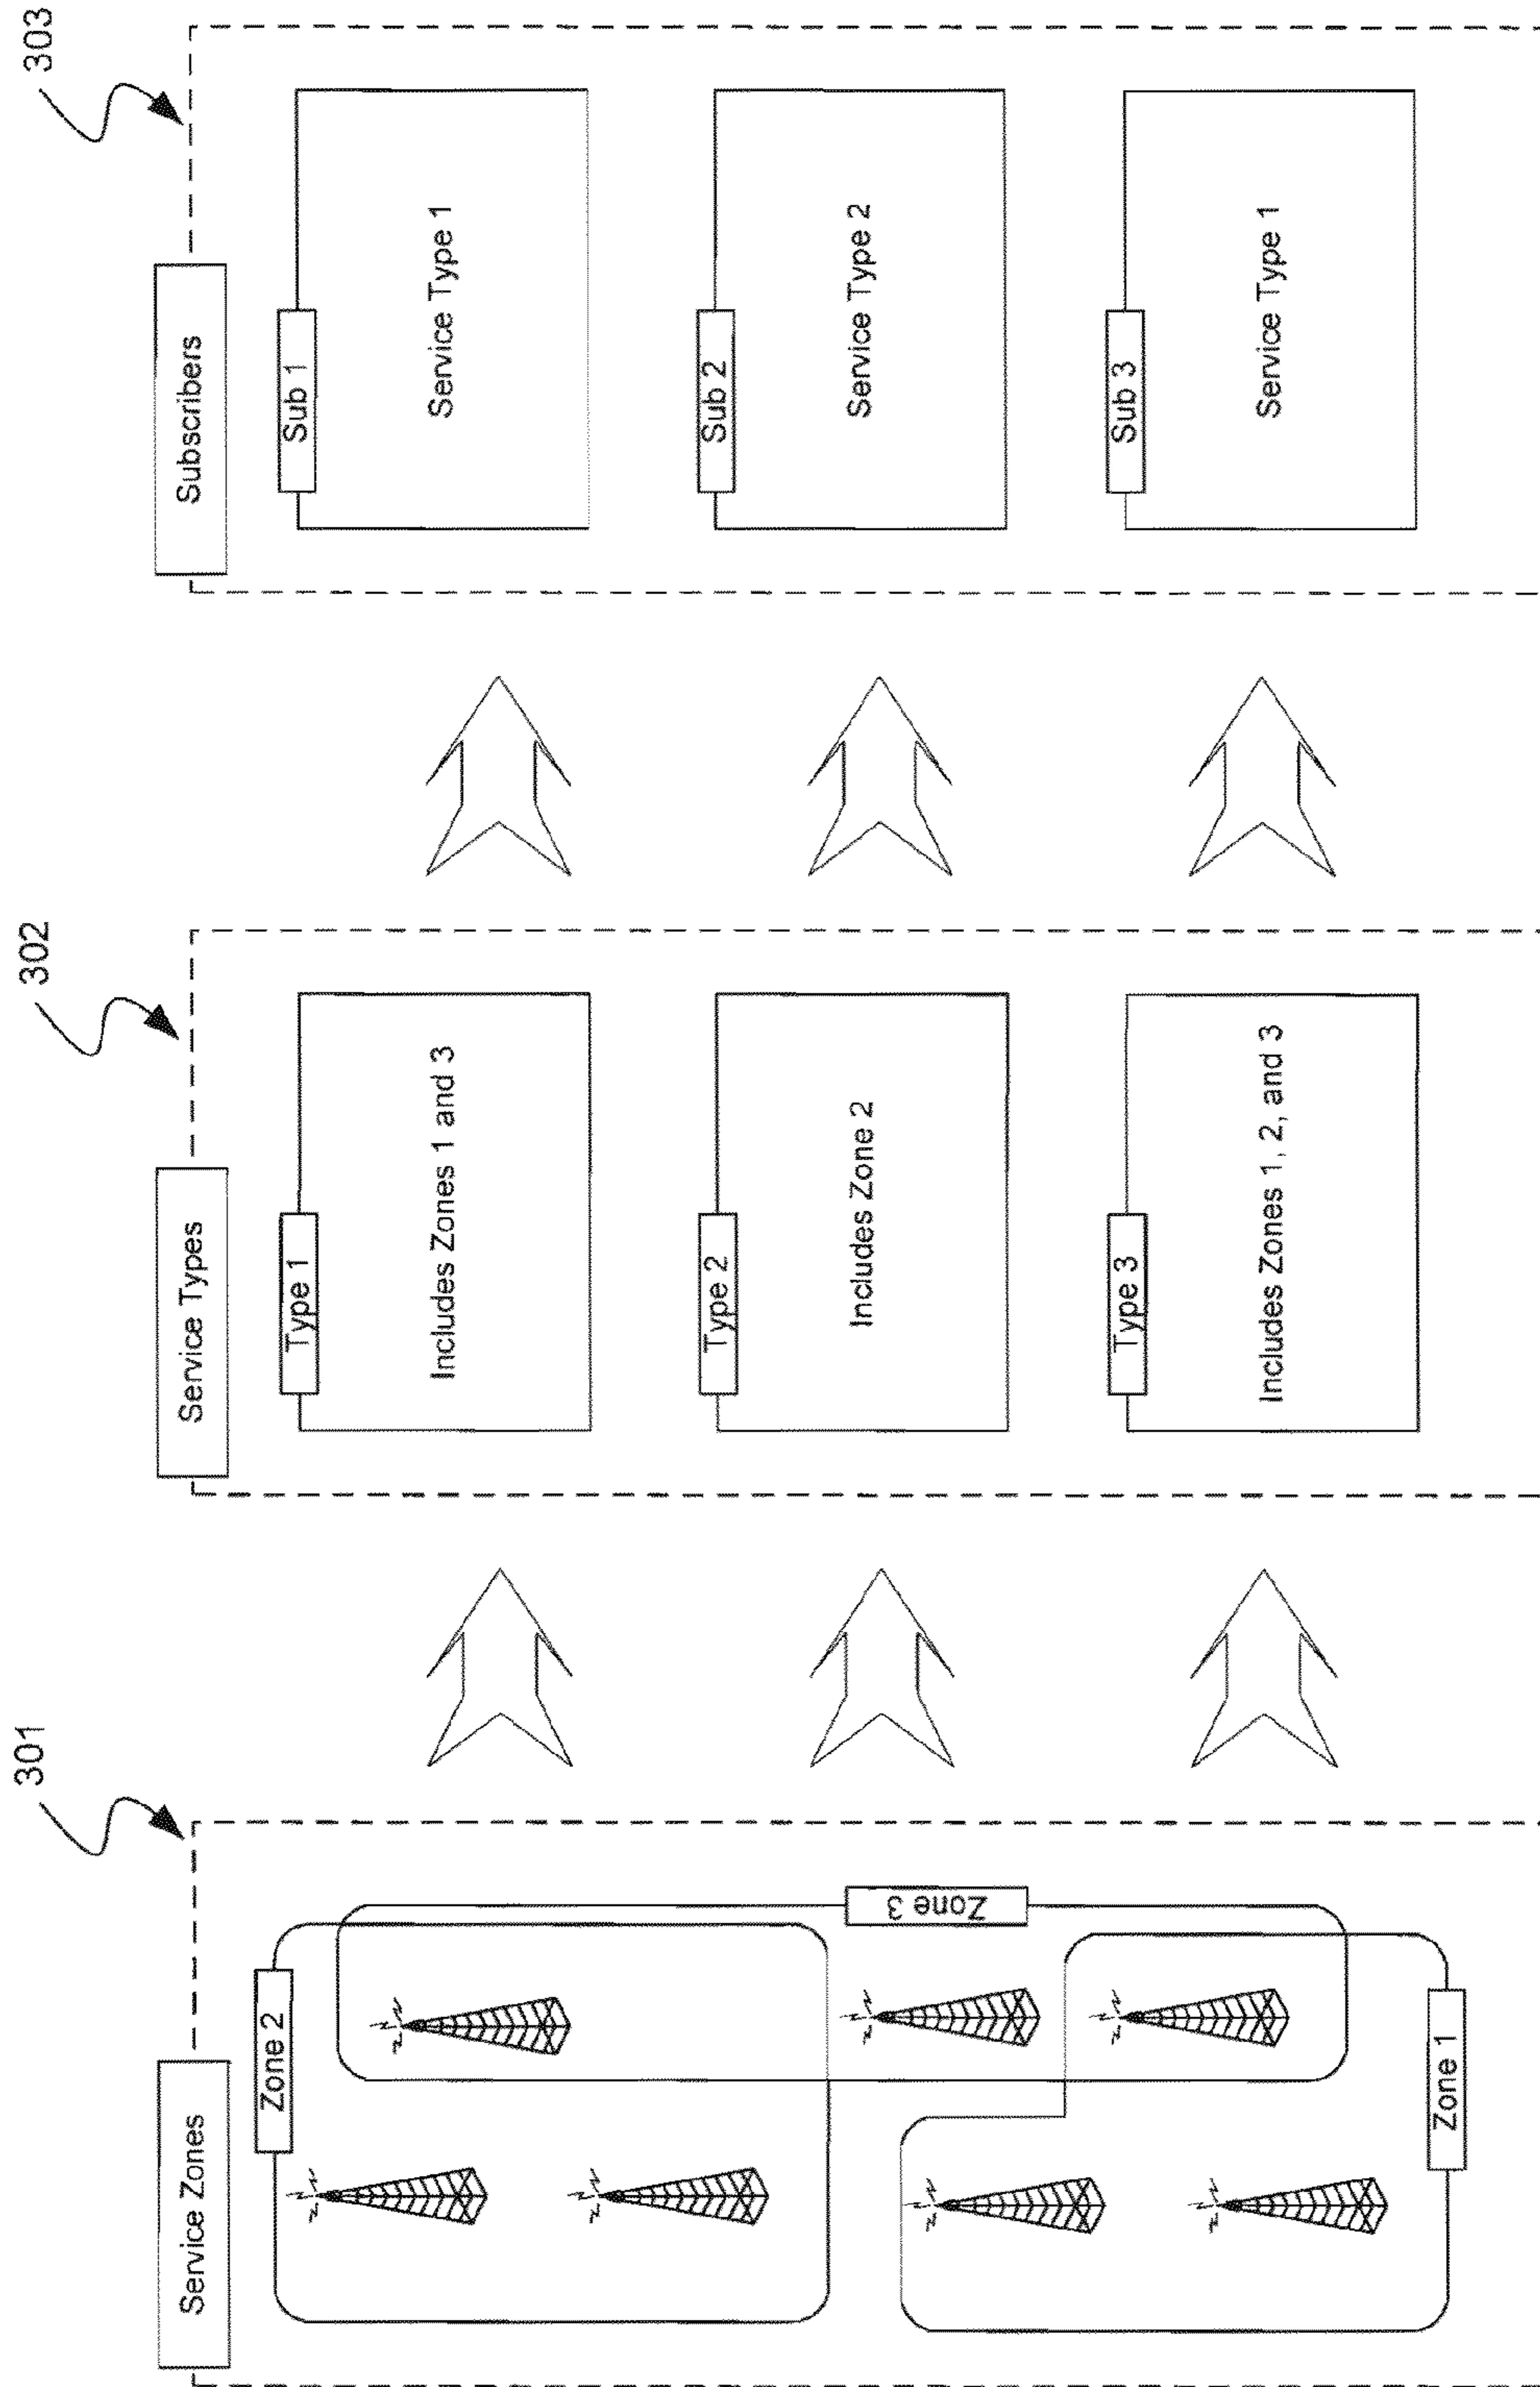 301
Service Zones
Zone 2
Zone 3
Zone 1
302
Service Types
Type 1
Includes Zones 1 and 3
Type 2
Includes Zone 2
Type 3
Includes Zones 1, 2, and 3
303
Subscribers
Sub 1
Service Type 1
Sub 2
Service Type 2
Sub 3
Service Type 1